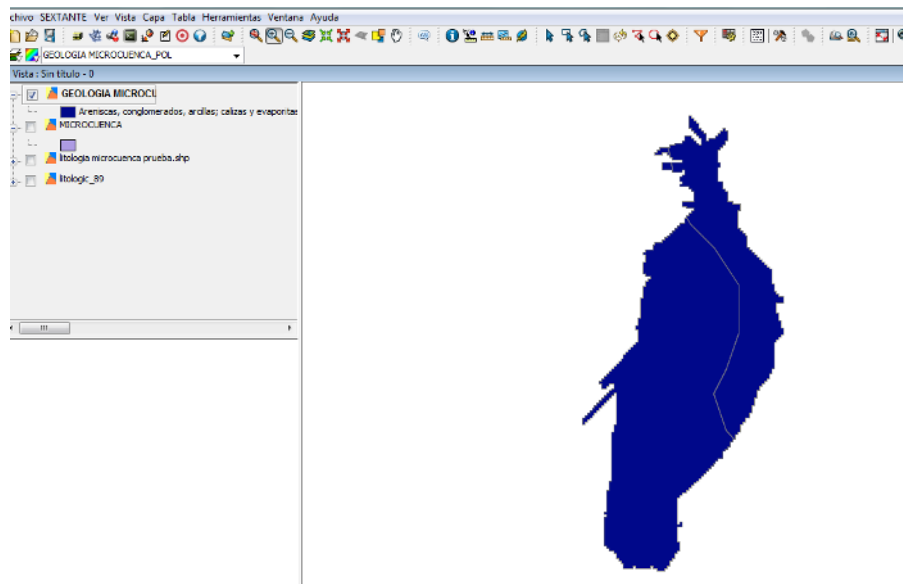 chivo SEXTANTE Ver Vista Capa Tabla Herramientas Ventana Ayuda
GEOLOGIA MICROCUENCA_POL
Vista : Sin título - 0
GEOLOGIA MICROCU
Areniscas, conglomerados, arcillas; calizas y evaporitas
MICROCUENCA
litologia microcuenca prueba.shp
litologic_89